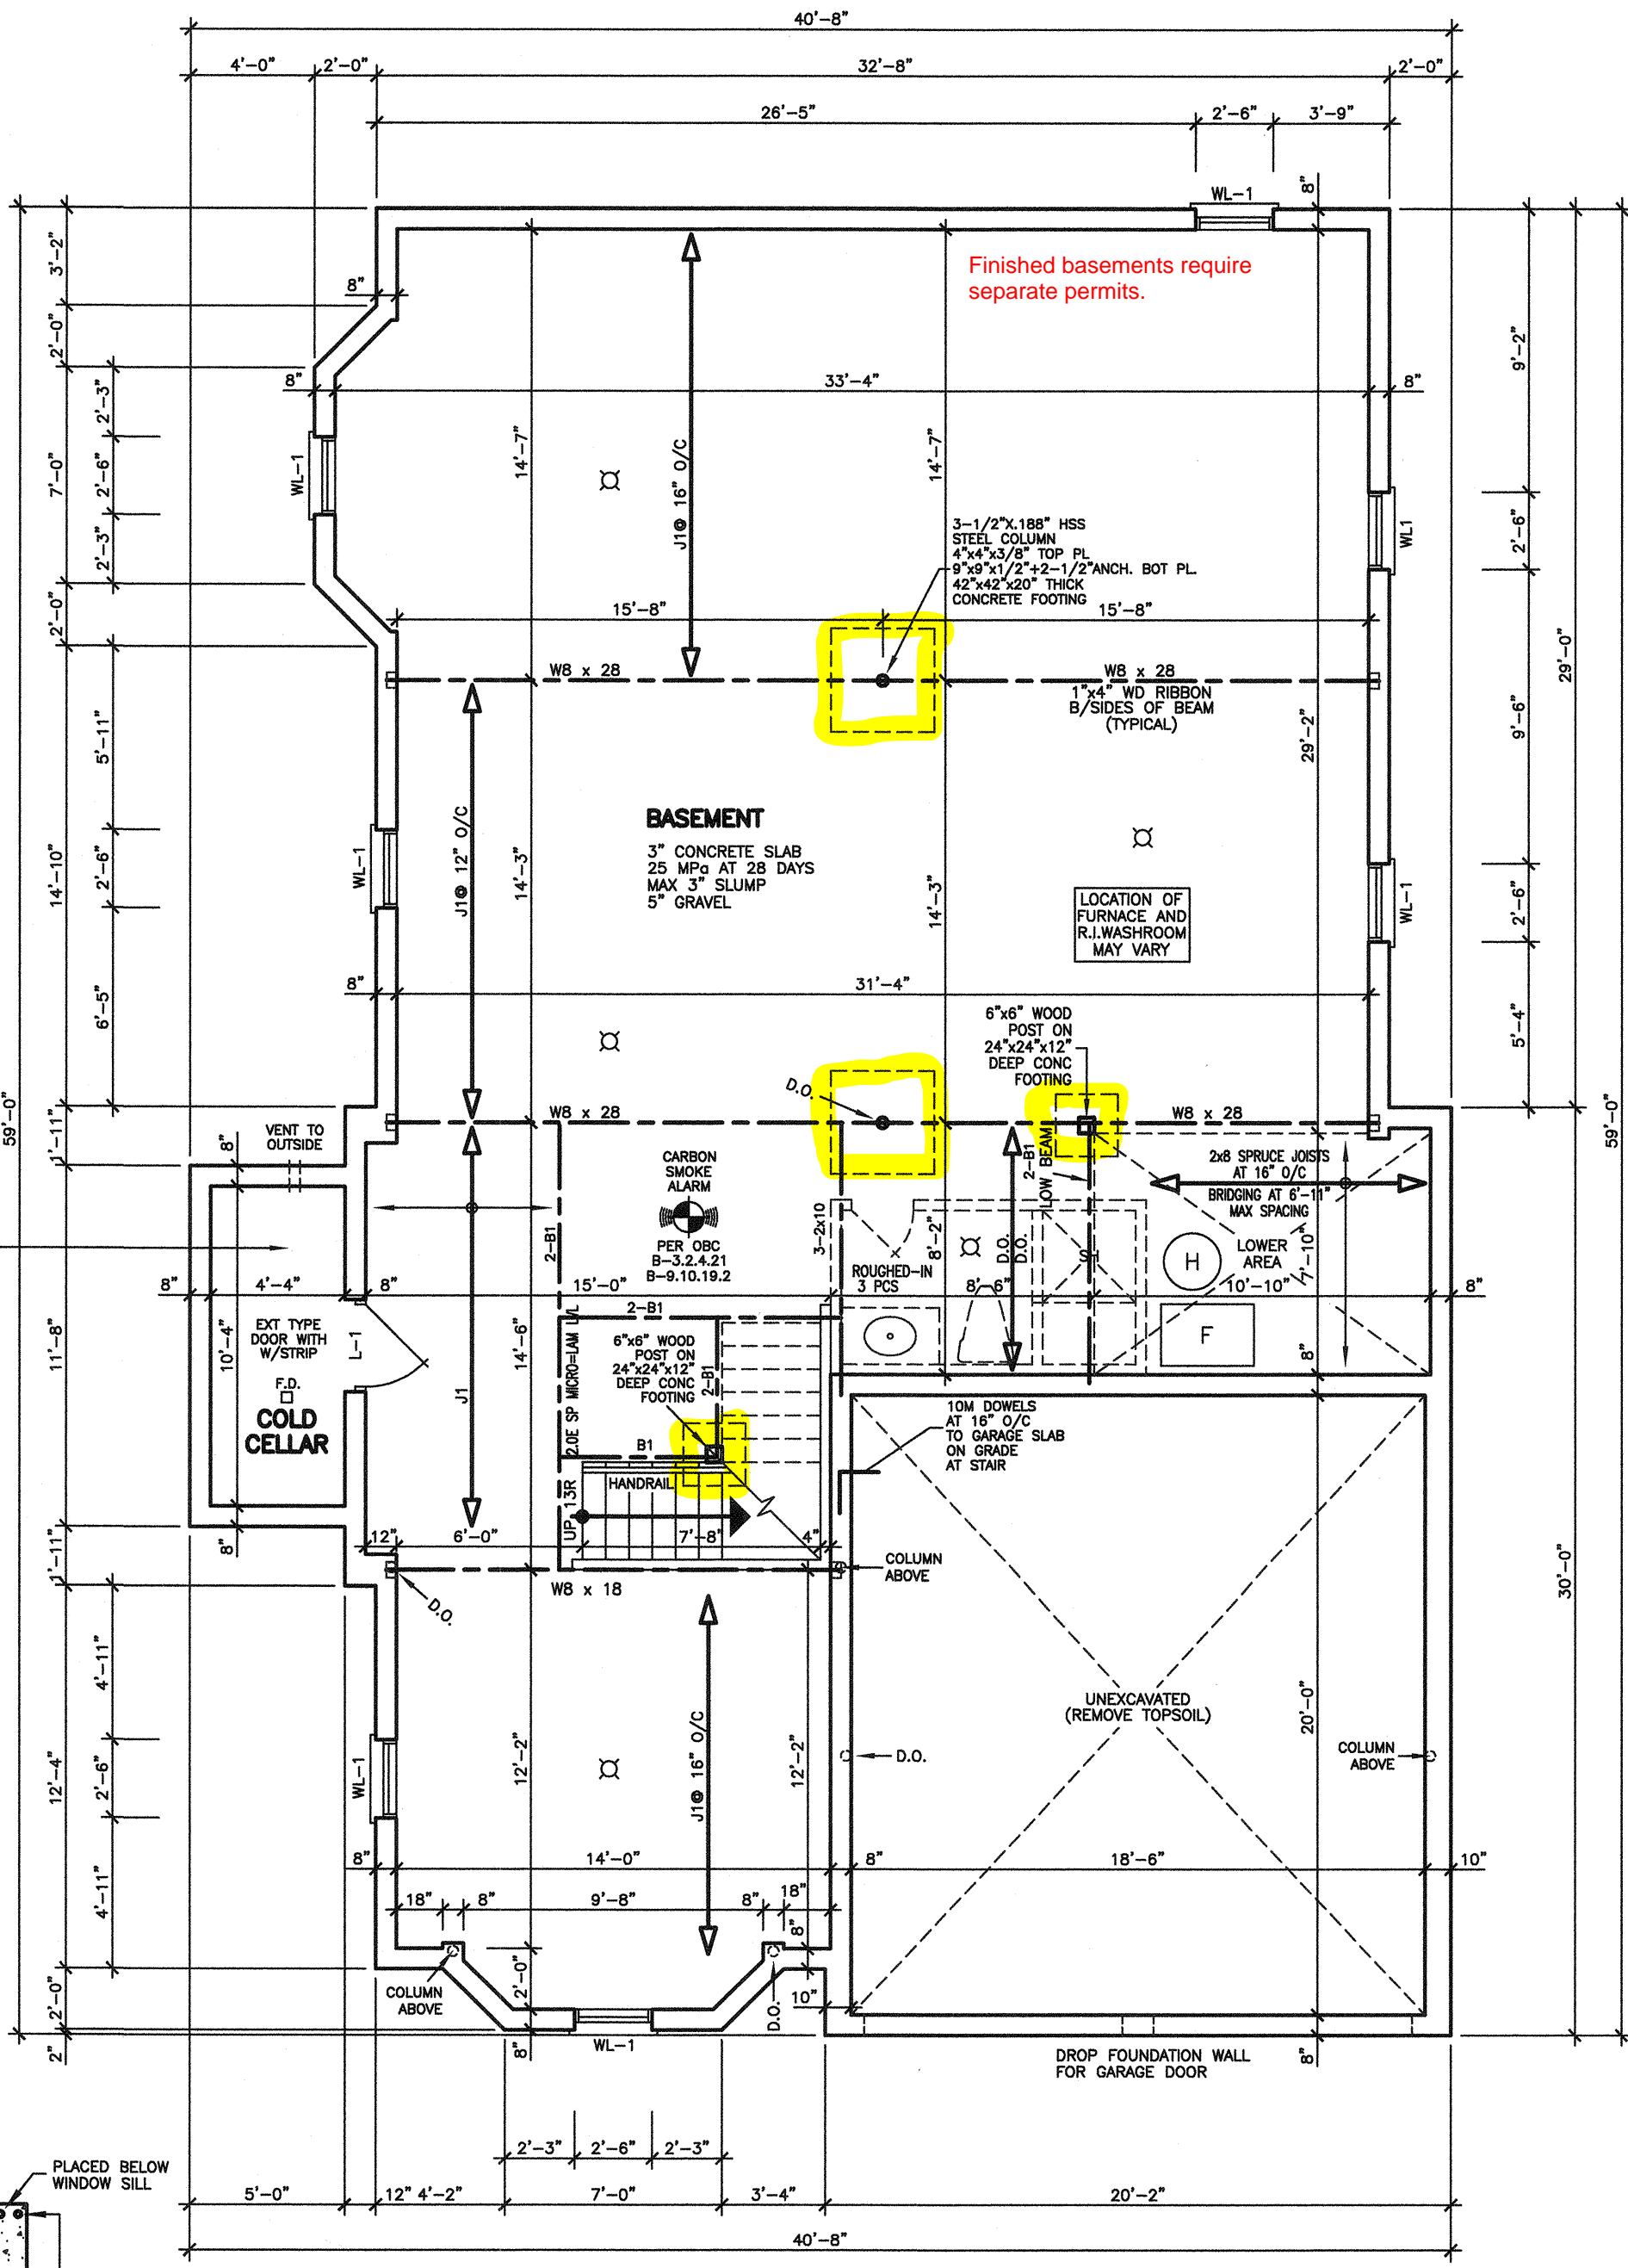 40'-8"
4'-0"
2'-0"
32'-8"
2'-0"
26'-5"
2'-6"
3'-9"
WL-1
8"
Finished basements require
separate permits.
3'-2"
8"
2'-0"
9'-2"
8"
33'-4"
8"
2'-3"
14'-7"
14'-7"
J1@ 16" O/C
7'-0"
2'-6"
WL-1
2'-3"
3-1/2"X.188" HSS
STEEL COLUMN
4"x4"x3/8" TOP PL
9"x9"x1/2"+2-1/2"ANCH. BOT PL.
42"x42"x20" THICK
CONCRETE FOOTING
WL1
2'-6"
2'-0"
15'-8"
15'-8"
29'-0"
W8 x 28
W8 x 28
1"x4" WD RIBBON
B/SIDES OF BEAM
(TYPICAL)
29'-2"
9'-6"
5'-11"
BASEMENT
3" CONCRETE SLAB
25 MPa AT 28 DAYS
MAX 3" SLUMP
5" GRAVEL
J1@ 12" O/C
14'-3"
14'-3"
14'-10"
2'-6"
WL-1
LOCATION OF
FURNACE AND
R.I.WASHROOM
MAY VARY
WL-1
2'-6"
8"
31'-4"
6'-5"
5'-4"
6"x6" WOOD
POST ON
24"x24"x12"
DEEP CONC
FOOTING
D.O.
59'-0"
59'-0"
W8 x 28
W8 x 28
1'-11"
VENT TO
OUTSIDE
8"
CARBON
SMOKE
ALARM
PER OBC
B-3.2.4.21
B-9.10.19.2
2-B1
3-2x10
8'-2"
LOW BEAM
2-B1
D.O.
D.O.
2x8 SPRUCE JOISTS
AT 16" O/C
BRIDGING AT 6'-11"
MAX SPACING
LOWER
AREA
7'-10"
H
SH
ROUGHED-IN
3 PCS
8"
4'-4"
8"
15'-0"
8'-6"
10'-10"
8"
2-B1
F
EXT TYPE
DOOR WITH
W/STRIP
L-1
11'-8"
10'-4"
14'-6"
J1
2.0E SP MICRO=LAM LVL
6"x6" WOOD
POST ON
24"x24"x12"
DEEP CONC
FOOTING
2-B1
8"
F.D.
COLD
CELLAR
B1
10M DOWELS
AT 16" O/C
TO GARAGE SLAB
ON GRADE
AT STAIR
HANDRAIL
UP 13R
8"
12"
6'-0"
7'-8"
4"
1'-11"
COLUMN
ABOVE
30'-0"
W8 x 18
D.O.
4'-11"
UNEXCAVATED
(REMOVE TOPSOIL)
20'-0"
12'-4"
2'-6"
WL-1
12'-2"
J1@ 16" O/C
12'-2"
D.O.
COLUMN
ABOVE
8"
14'-0"
8"
18'-6"
10"
4'-11"
18"
8"
9'-8"
8"
18"
8"
2'-0"
COLUMN
ABOVE
2'-0"
D.O.
10"
2"
8"
WL-1
DROP FOUNDATION WALL
FOR GARAGE DOOR
8"
2'-3"
2'-6"
2'-3"
PLACED BELOW
WINDOW SILL
5'-0"
12"
4'-2"
7'-0"
3'-4"
20'-2"
40'-8"